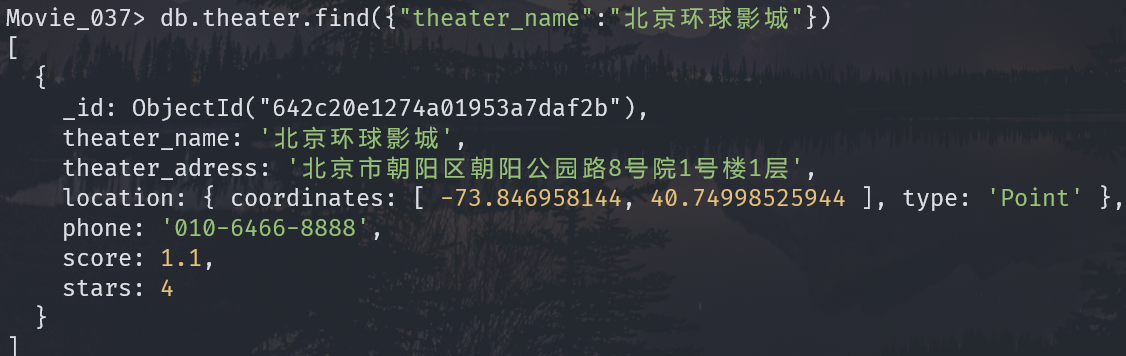 Movie_037> db.theater.find({"theater_name":"北京环球影城"})
[
  {
    _id: ObjectId("642c20e1274a01953a7daf2b"),
    theater_name: '北京环球影城',
    theater_adress: '北京市朝阳区朝阳公园路8号院1号楼1层',
    location: { coordinates: [ -73.846958144, 40.74998525944 ], type: 'Point' },
    phone: '010-6466-8888',
    score: 1.1,
    stars: 4
  }
]